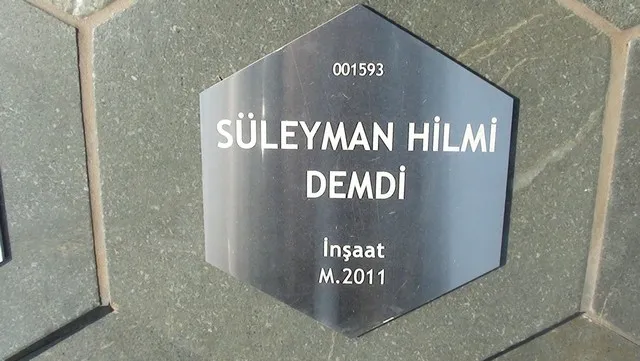 001593
SÜLEYMAN HİLMİ
DEMDİ
İnşaat
M.2011